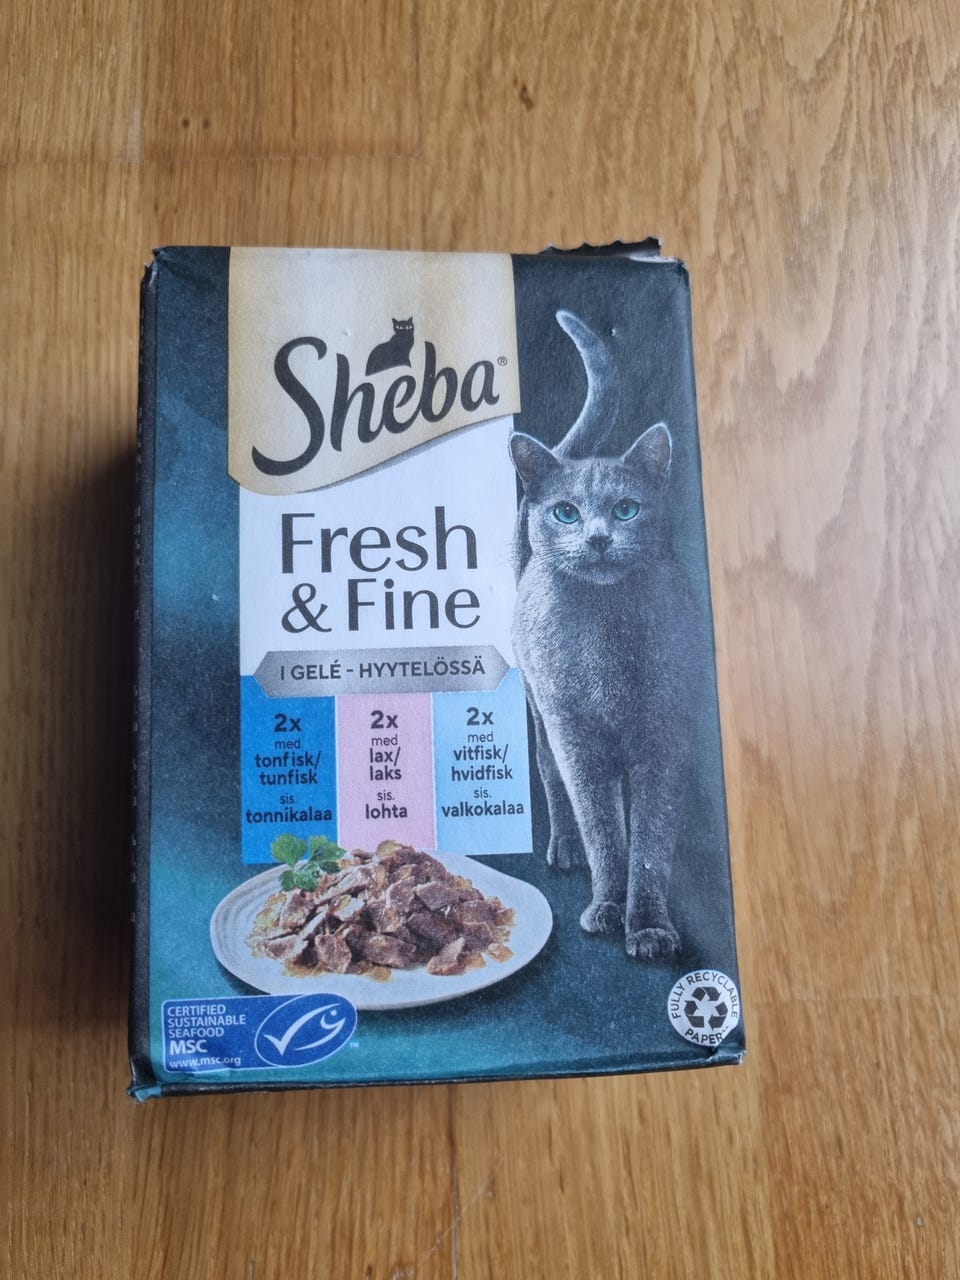 Sheba®
Fresh
& Fine
I GELÉ - HYYTELÖSSÄ
2x
med
tonfisk/
tunfisk
sis.
tonnikalaa
2x
med
lax/
laks
sis.
lohta
2x
med
vitfisk/
hvidfisk
sis.
valkokalaa
CERTIFIED
SUSTAINABLE
SEAFOOD
MSC
www.msc.org
™
FULLY RECYCLABLE
PAPER